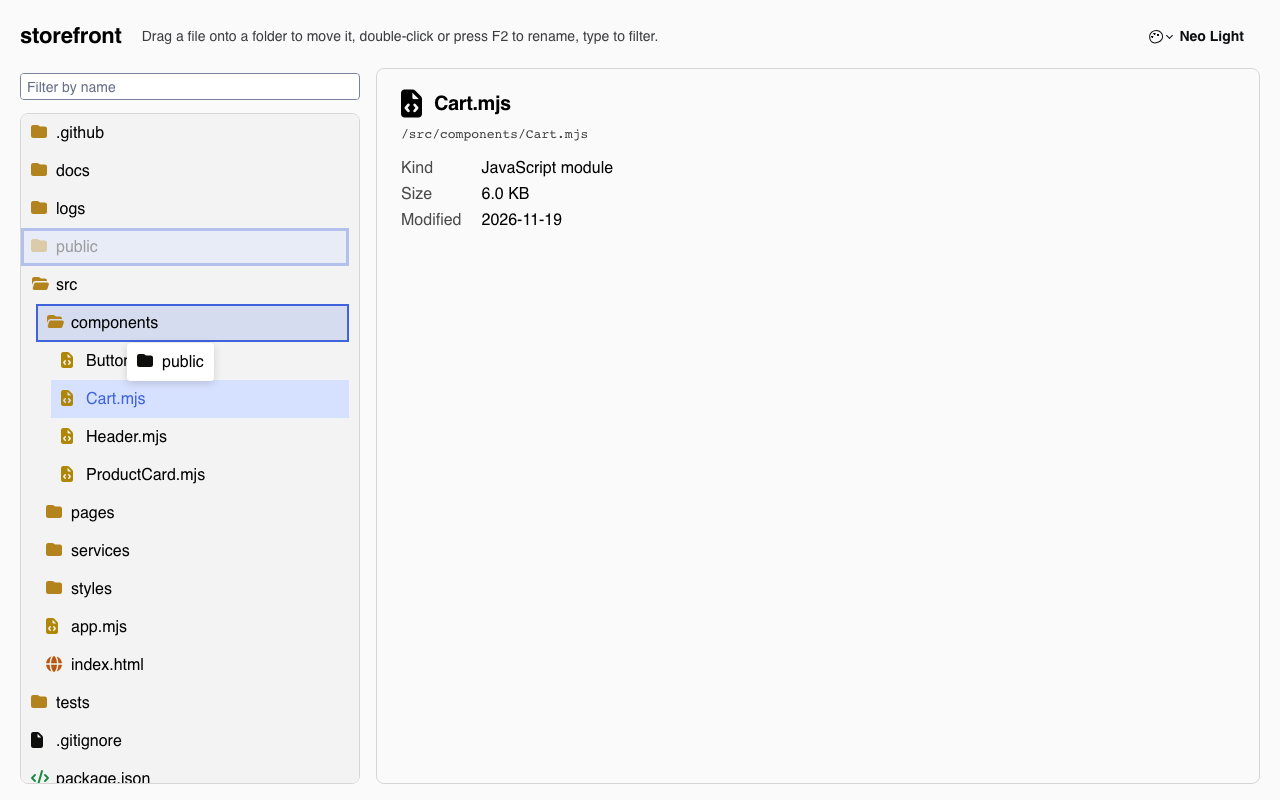 storefront
Drag a file onto a folder to move it, double-click or press F2 to rename, type to filter.
Neo Light
Filter by name
.github
docs
logs
public
src
components
Button
public
Cart.mjs
Header.mjs
ProductCard.mjs
pages
services
styles
app.mjs
index.html
tests
.gitignore
package.json
Cart.mjs
/src/components/Cart.mjs
Kind JavaScript module
Size 6.0 KB
Modified 2026-11-19